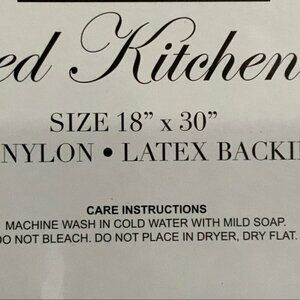 ed Kitchen
SIZE 18” x 30”
NYLON • LATEX BACKI
CARE INSTRUCTIONS
MACHINE WASH IN COLD WATER WITH MILD SOAP.
DO NOT BLEACH. DO NOT PLACE IN DRYER, DRY FLAT.